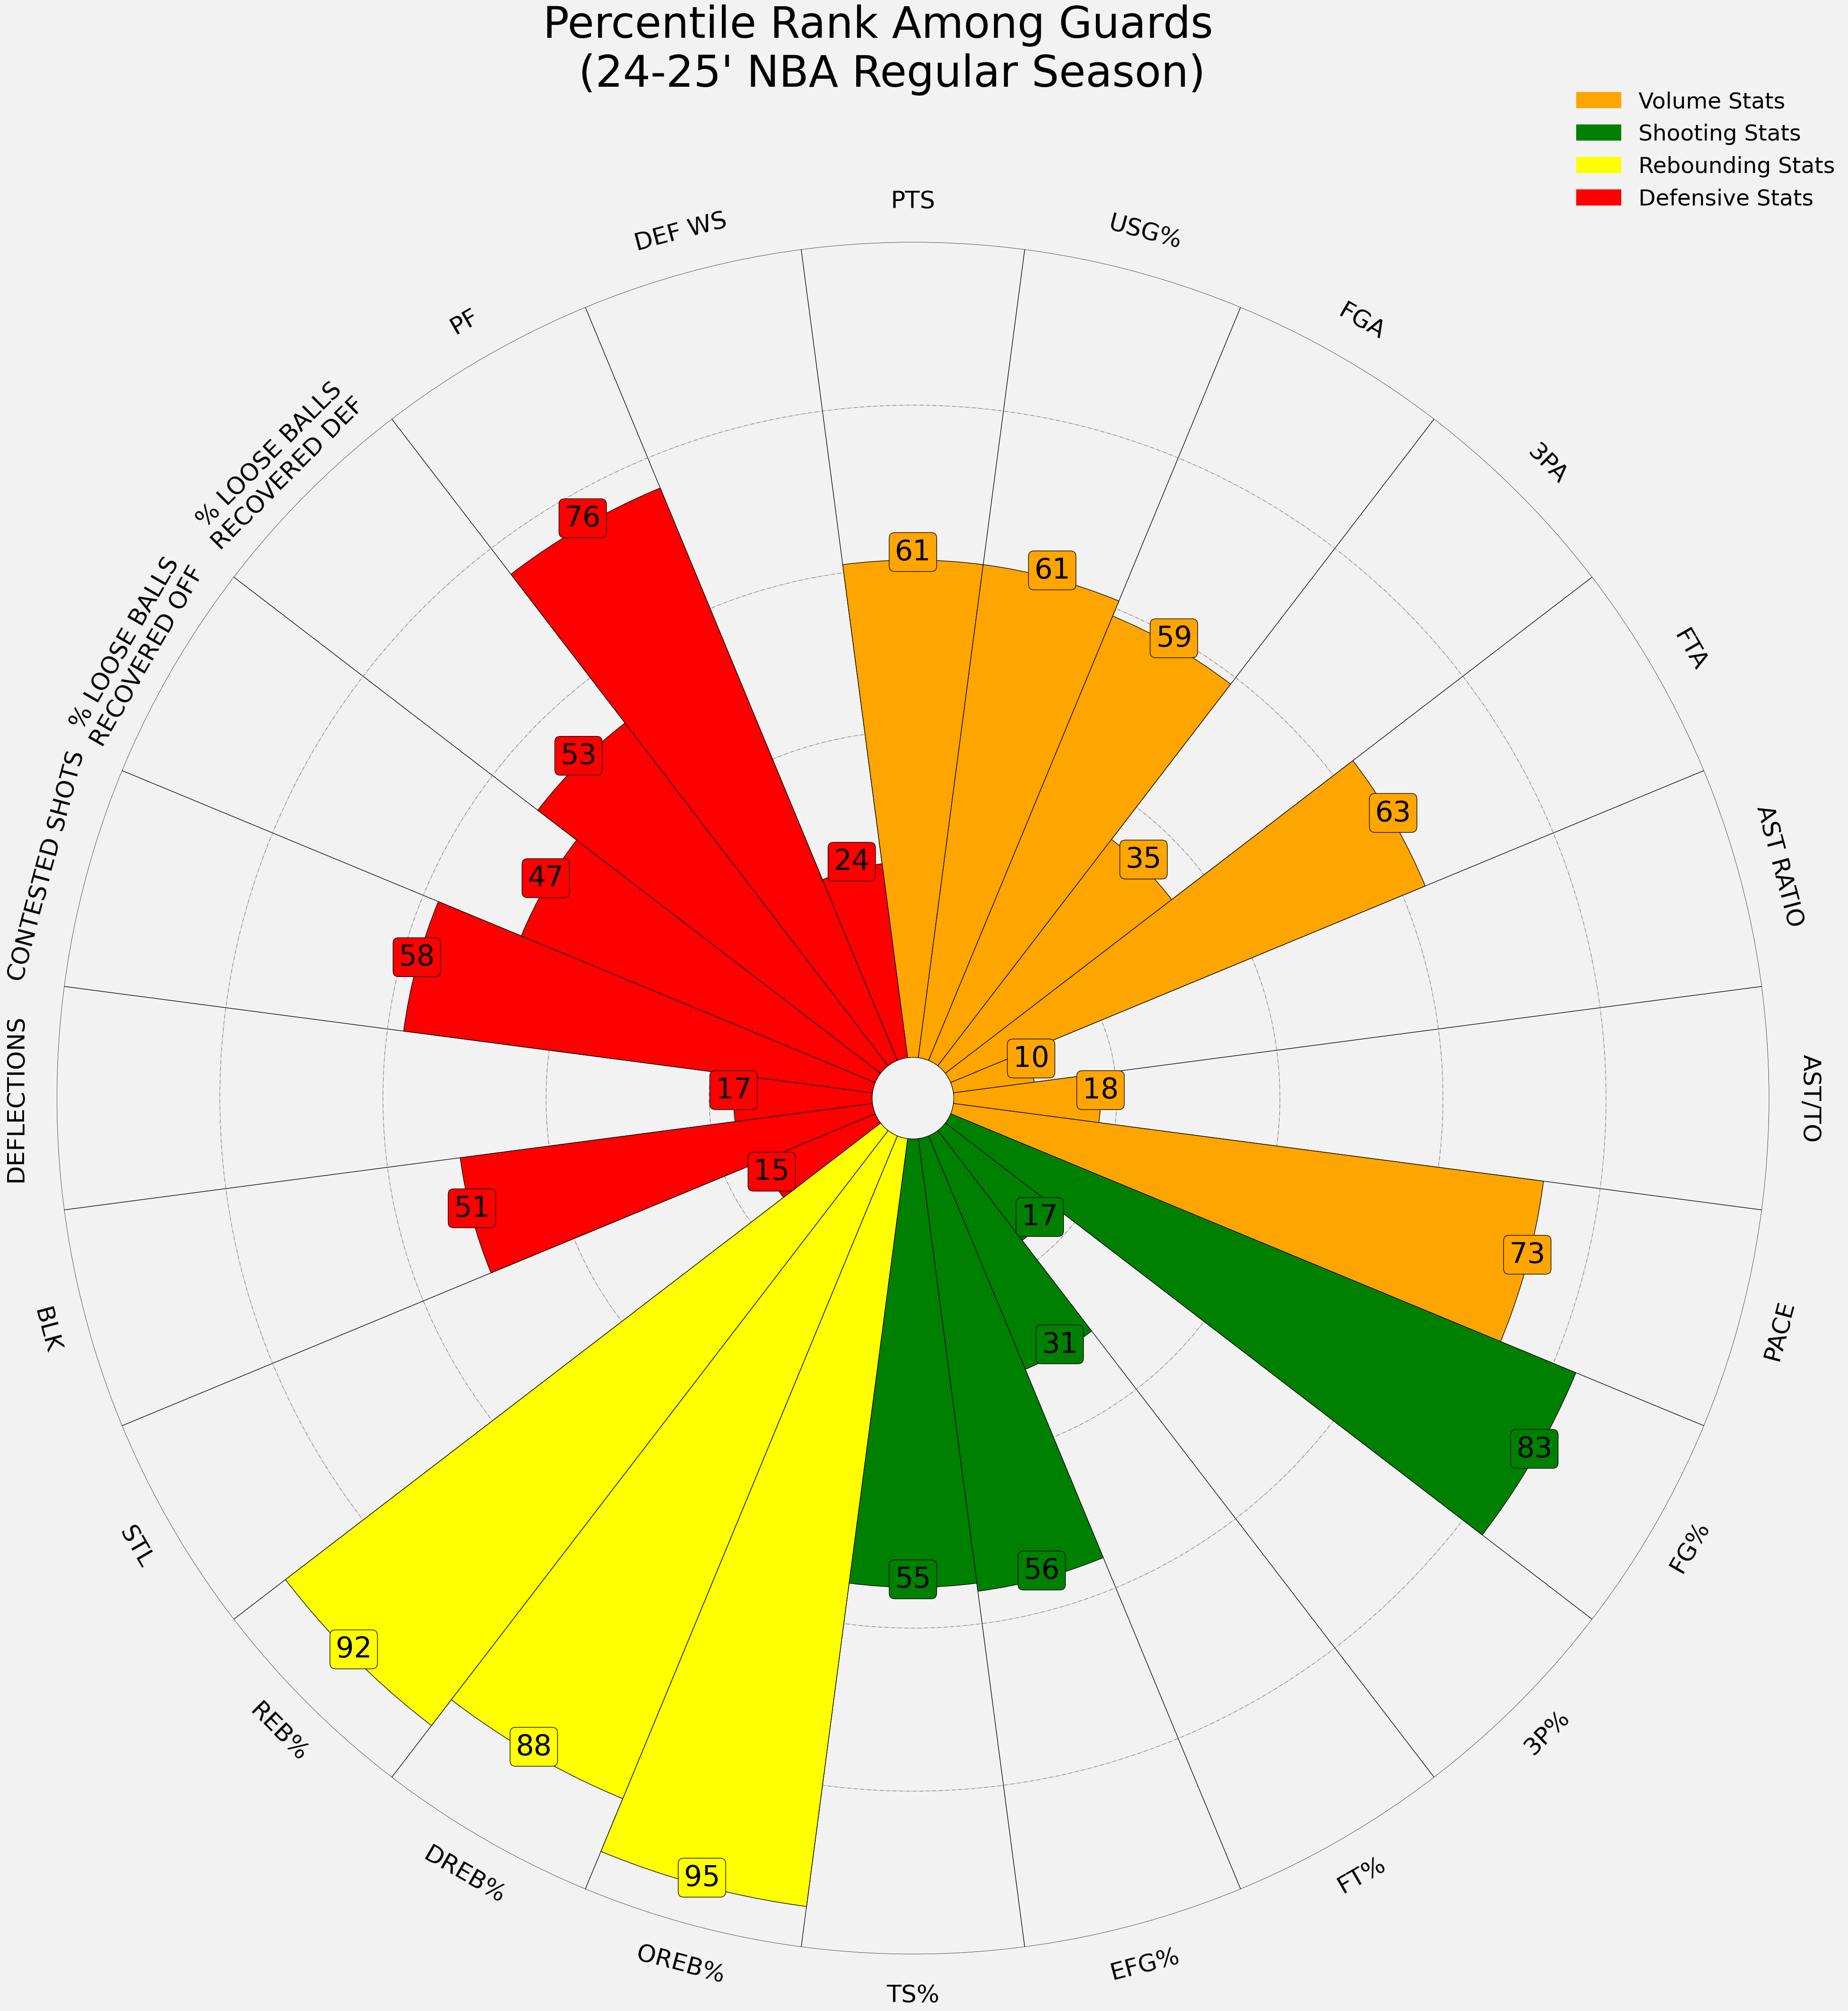 Percentile Rank Among Guards
(24-25' NBA Regular Season)
Volume Stats
Shooting Stats
Rebounding Stats
Defensive Stats
PTS
USG%
FGA
3PA
FTA
AST RATIO
AST/TO
PACE
FG%
3P%
FT%
EFG%
TS%
OREB%
DREB%
REB%
STL
BLK
DEFLECTIONS
CONTESTED SHOTS
% LOOSE BALLS
RECOVERED OFF
% LOOSE BALLS
RECOVERED DEF
PF
DEF WS
61
61
59
35
63
10
18
73
83
17
31
56
55
95
88
92
15
51
17
58
47
53
76
24